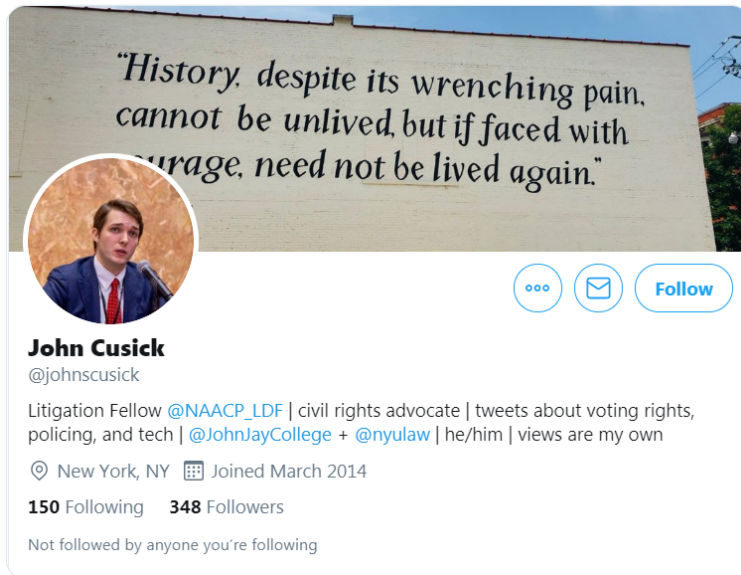 “History, despite its wrenching pain,
cannot be unlived, but if faced with
urage, need not be lived again.”
Follow
John Cusick
@johnscusick
Litigation Fellow @NAACP_LDF | civil rights advocate | tweets about voting rights,
policing, and tech | @JohnJayCollege + @nyulaw | he/him | views are my own
New York, NY Joined March 2014
150 Following 348 Followers
Not followed by anyone you’re following